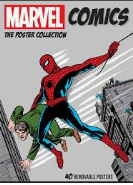 MARVEL COMICS
THE POSTER COLLECTION
40 REMOVABLE POSTERS